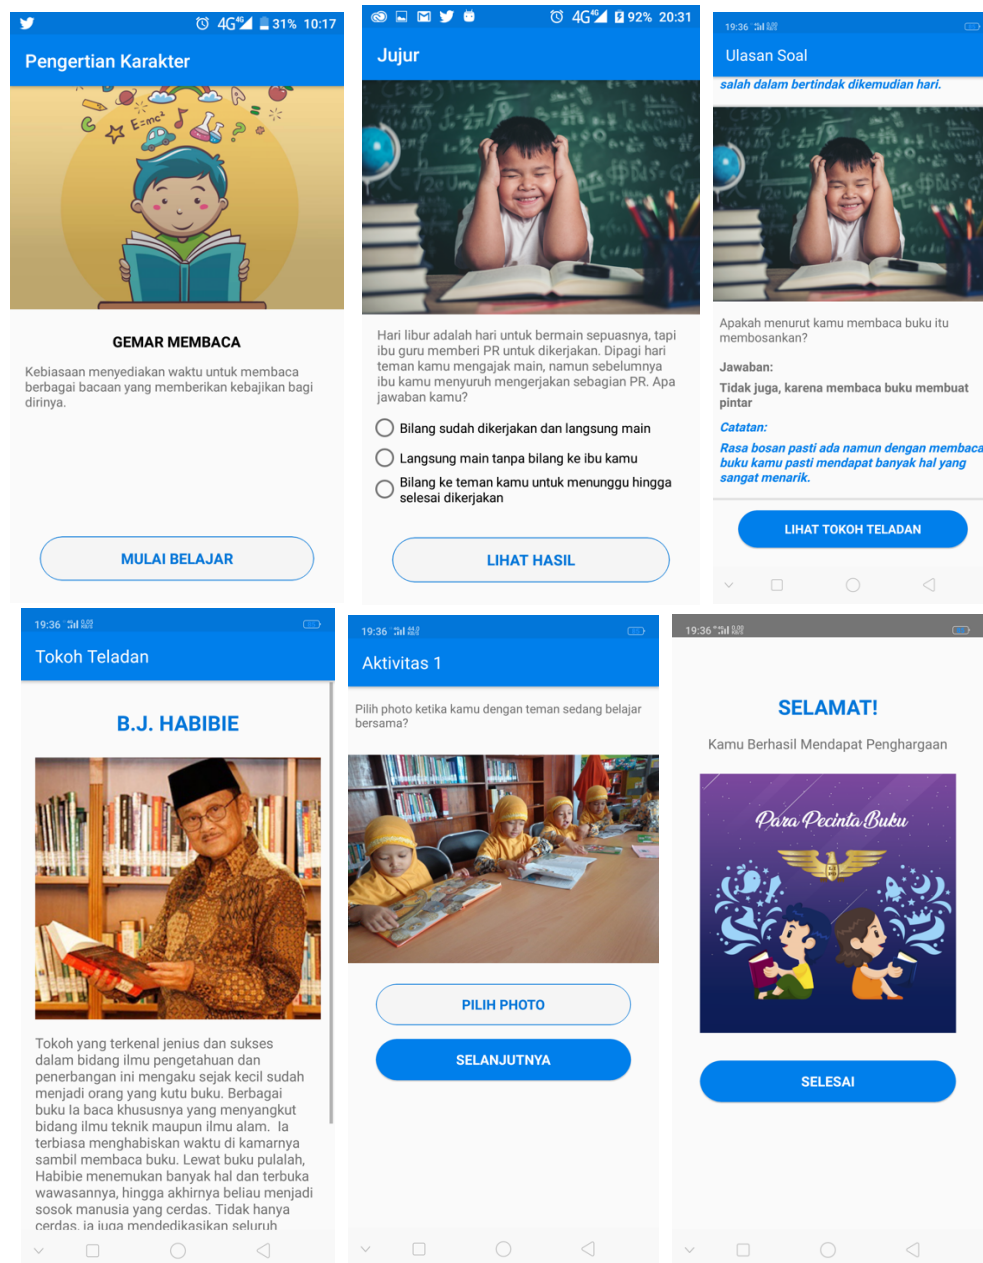 4G 4G 31% 10:17
Pengertian Karakter
E=mc²
GEMAR MEMBACA
Kebiasaan menyediakan waktu untuk membaca
berbagai bacaan yang memberikan kebajikan bagi
dirinya.
MULAI BELAJAR
4G 4G 92% 20:31
Jujur
Hari libur adalah hari untuk bermain sepuasnya, tapi
ibu guru memberi PR untuk dikerjakan. Dipagi hari
teman kamu mengajak main, namun sebelumnya
ibu kamu menyuruh mengerjakan sebagian PR. Apa
jawaban kamu?
Bilang sudah dikerjakan dan langsung main
Langsung main tanpa bilang ke ibu kamu
Bilang ke teman kamu untuk menunggu hingga
selesai dikerjakan
LIHAT HASIL
19:36
Ulasan Soal
salah dalam bertindak dikemudian hari.
Apakah menurut kamu membaca buku itu
membosankan?
Jawaban:
Tidak juga, karena membaca buku membuat
pintar
Catatan:
Rasa bosan pasti ada namun dengan membaca
buku kamu pasti mendapat banyak hal yang
sangat menarik.
LIHAT TOKOH TELADAN
19:36
Tokoh Teladan
B.J. HABIBIE
Tokoh yang terkenal jenius dan sukses
dalam bidang ilmu pengetahuan dan
penerbangan ini mengaku sejak kecil sudah
menjadi orang yang kutu buku. Berbagai
buku Ia baca khususnya yang menyangkut
bidang ilmu teknik maupun ilmu alam. Ia
terbiasa menghabiskan waktu di kamarnya
sambil membaca buku. Lewat buku pulalah,
Habibie menemukan banyak hal dan terbuka
wawasannya, hingga akhirnya beliau menjadi
sosok manusia yang cerdas. Tidak hanya
cerdas, ia juga mendedikasikan seluruh
19:36
Aktivitas 1
Pilih photo ketika kamu dengan teman sedang belajar
bersama?
PILIH PHOTO
SELANJUTNYA
19:36
SELAMAT!
Kamu Berhasil Mendapat Penghargaan
Para Pecinta Buku
SELESAI